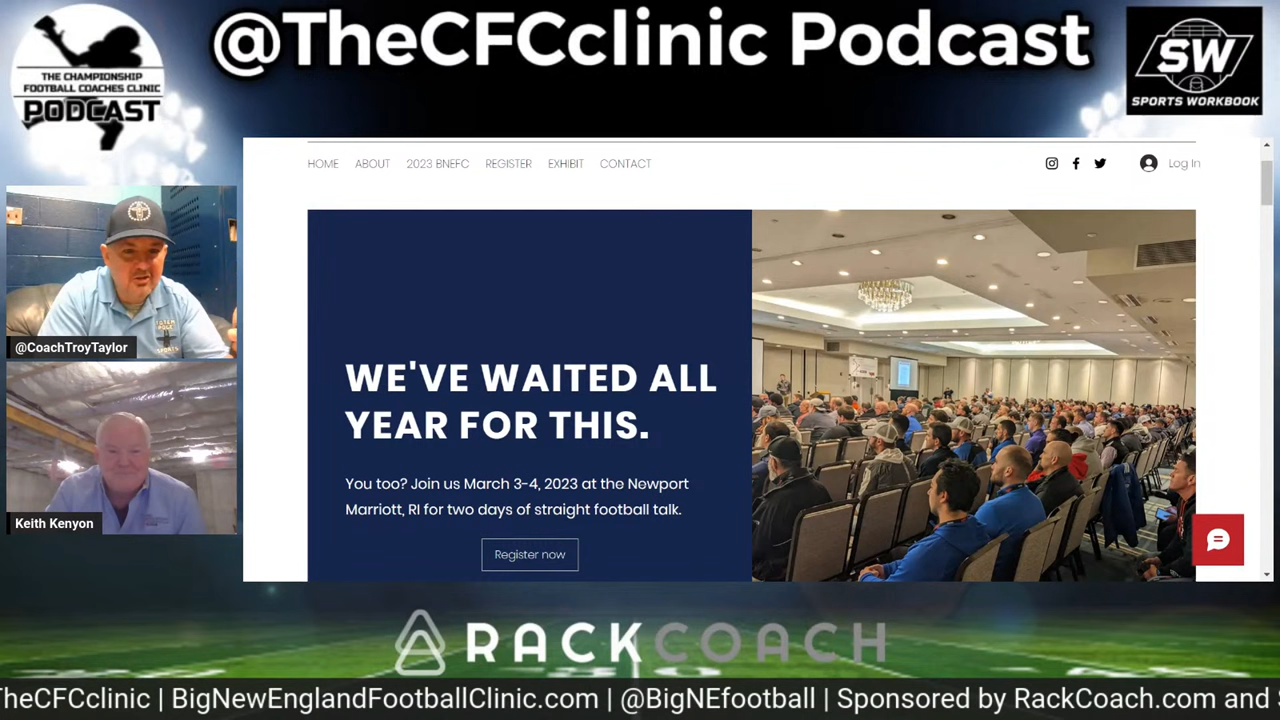 @TheCFCclinic Podcast
THE CHAMPIONSHIP
FOOTBALL COACHES CLINIC
PODCAST
SW
SPORTS WORKBOOK
HOME ABOUT 2023 BNEFC REGISTER EXHIBIT CONTACT
Log In
WE'VE WAITED ALL
YEAR FOR THIS.
You too? Join us March 3-4, 2023 at the Newport
Marriott, RI for two days of straight football talk.
Register now
TOTEM
POLE
SPORTS
@CoachTroyTaylor
Keith Kenyon
RACKCOACH
TheCFCclinic | BigNewEnglandFootballClinic.com | @BigNEfootball | Sponsored by RackCoach.com and